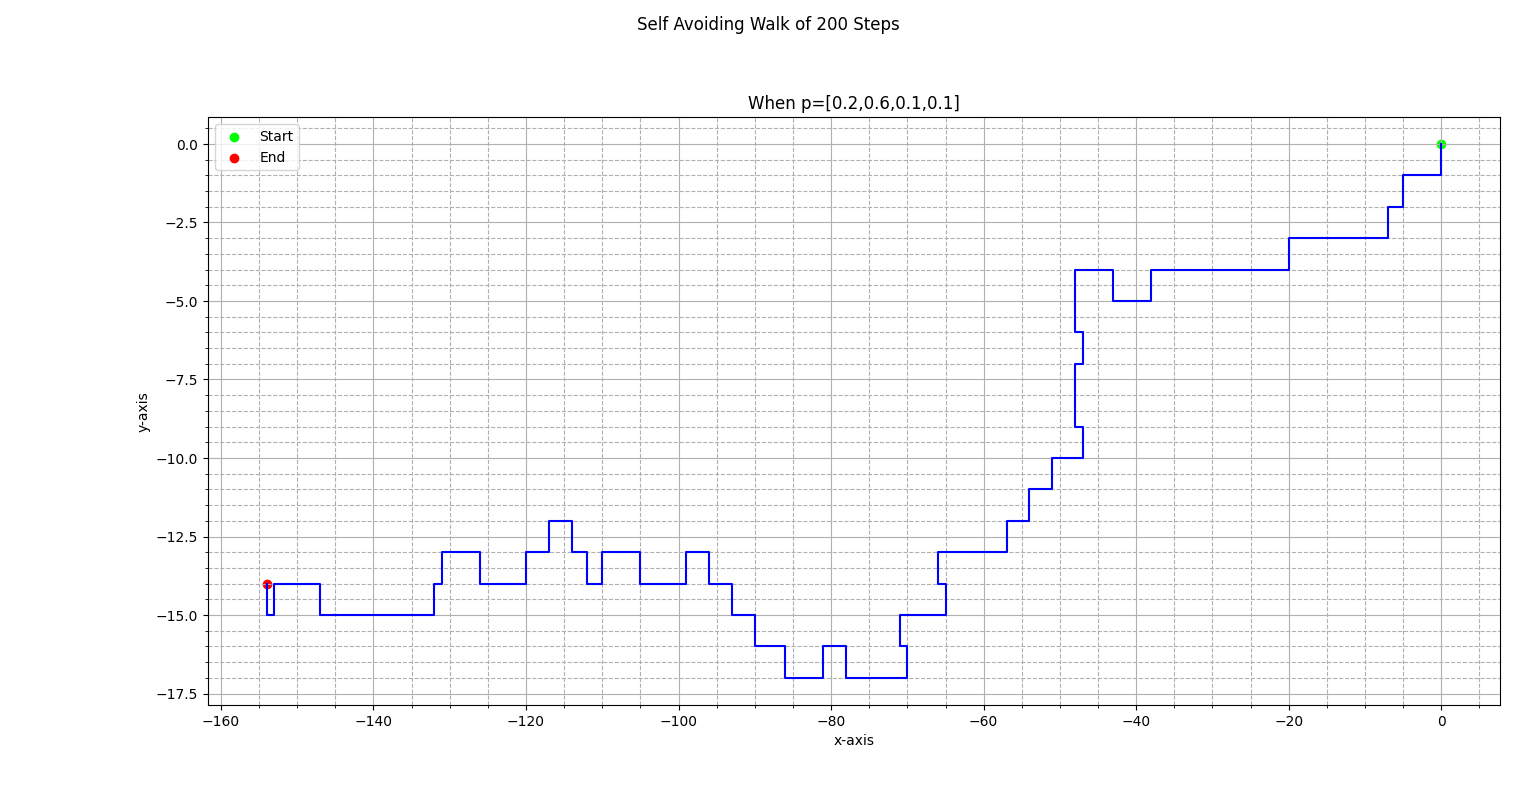 Self Avoiding Walk of 200 Steps
When p=[0.2,0.6,0.1,0.1]
Start
End
0.0
−2.5
−5.0
−7.5
−10.0
−12.5
−15.0
−17.5
y-axis
−160 −140 −120 −100 −80 −60 −40 −20 0
x-axis